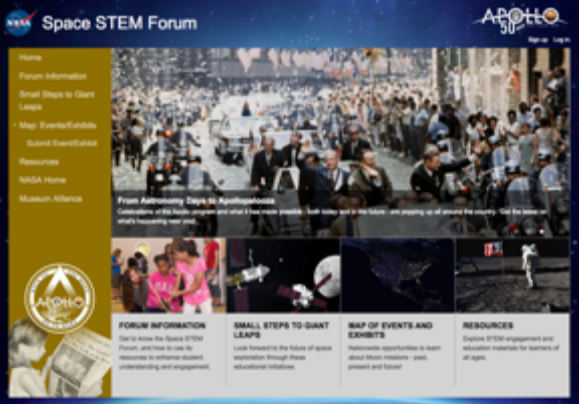 NASA
Space STEM Forum
APOLLO
50
Sign up Log in
Home
Forum Information
Small Steps to Giant
Leaps
Map: Events/Exhibits
Submit Event/Exhibit
Resources
NASA Home
Museum Alliance
From Astronomy Days to Apollopalooza
Celebrations of the Apollo program and what it has made possible - both today and in the future - are popping up all around the country. Get the latest on
what's happening near you!
APOLLO
FORUM INFORMATION
Get to know the Space STEM
Forum, and how to use its
resources to enhance student
understanding and engagement.
SMALL STEPS TO GIANT
LEAPS
Look forward to the future of space
exploration through these
educational initiatives.
MAP OF EVENTS AND
EXHIBITS
Nationwide opportunities to learn
about Moon missions - past,
present and future!
RESOURCES
Explore STEM engagement and
education materials for learners of
all ages.